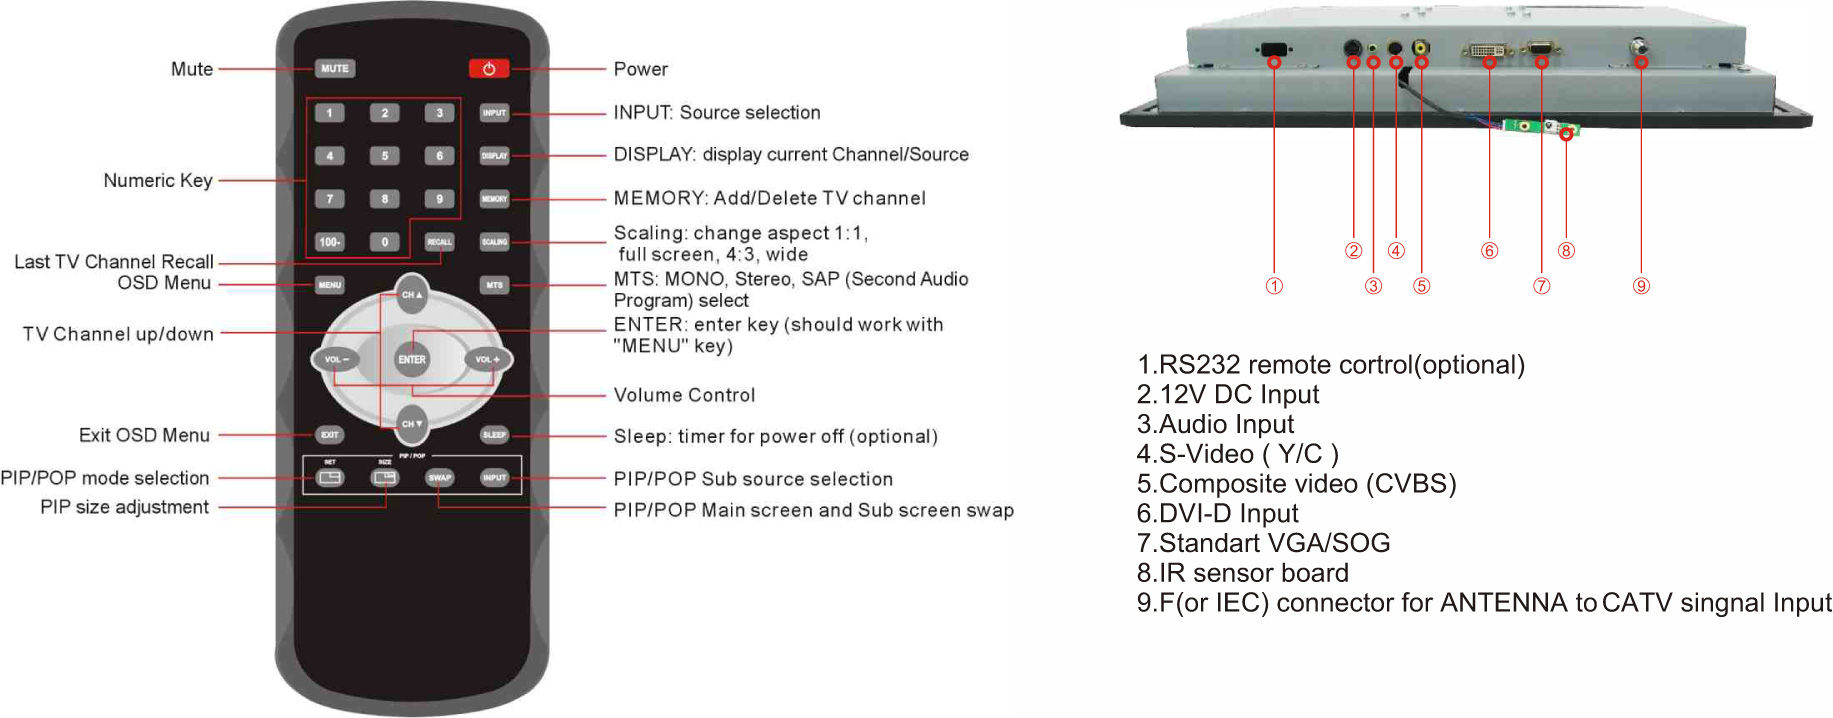 Mute
Numeric Key
Last TV Channel Recall
OSD Menu
TV Channel up/down
Exit OSD Menu
PIP/POP mode selection
PIP size adjustment
MUTE
1 2 3 INPUT
4 5 6 DISPLAY
7 8 9 MEMORY
100- 0 RECALL SCALING
MENU CH▲ MTS
VOL − ENTER VOL +
EXIT CH▼ SLEEP
PIP / POP
SET SIZE
SWAP INPUT
Power
INPUT: Source selection
DISPLAY: display current Channel/Source
MEMORY: Add/Delete TV channel
Scaling: change aspect 1:1,
full screen, 4:3, wide
MTS: MONO, Stereo, SAP (Second Audio
Program) select
ENTER: enter key (should work with
"MENU" key)
Volume Control
Sleep: timer for power off (optional)
PIP/POP Sub source selection
PIP/POP Main screen and Sub screen swap
② ④ ⑥ ⑧
① ③ ⑤ ⑦ ⑨
1.RS232 remote cortrol(optional)
2.12V DC Input
3.Audio Input
4.S-Video ( Y/C )
5.Composite video (CVBS)
6.DVI-D Input
7.Standart VGA/SOG
8.IR sensor board
9.F(or IEC) connector for ANTENNA to CATV singnal Input